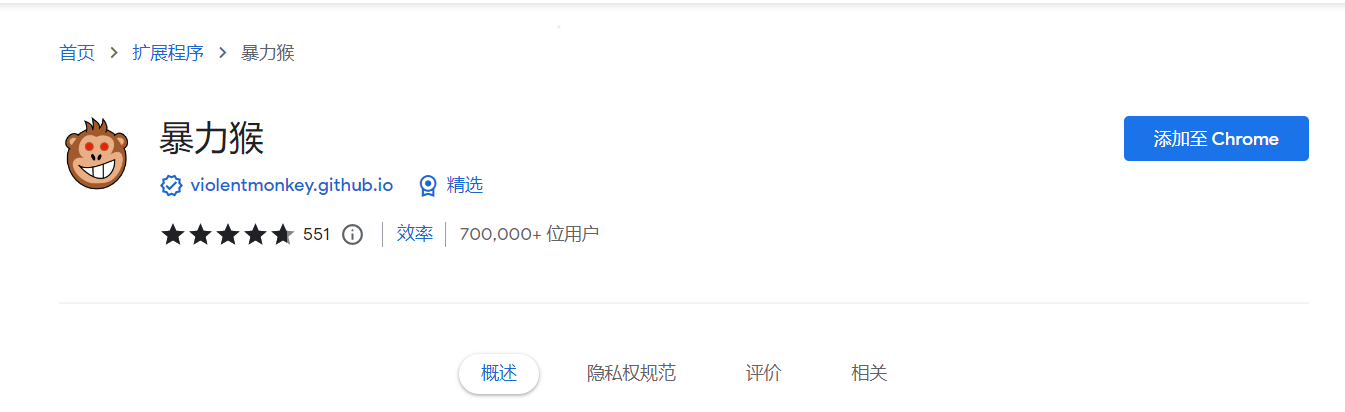 首页 > 扩展程序 > 暴力猴
暴力猴
添加至 Chrome
violentmonkey.github.io 精选
551 效率 700,000+ 位用户
概述 隐私权规范 评价 相关